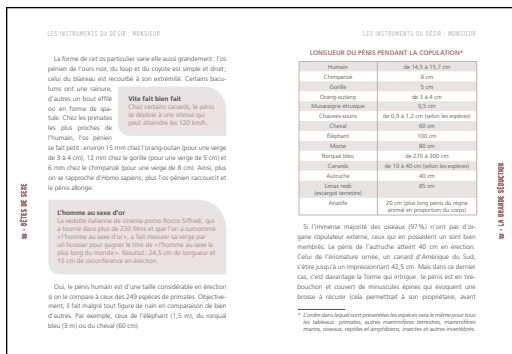 LES INSTRUMENTS DU DÉSIR : MONSIEUR
La forme de cet os particulier varie elle aussi grandement : l'os
pénien de l'ours noir, du loup et du coyote est simple et droit ;
celui du blaireau est recourbé à son extrémité. Certains bacu-
lums ont une rainure,
d'autres un bout effilé
ou en forme de spa-
tule. Chez les primates
les plus proches de
l'humain, l'os pénien
se fait petit : environ 15 mm chez l'orang-outan (pour une verge
de 3 à 4 cm), 12 mm chez le gorille (pour une verge de 5 cm) et
6 mm chez le chimpanzé (pour une verge de 8 cm). Ainsi, plus
on se rapproche d'Homo sapiens, plus l'os pénien raccourcit et
le pénis allonge.
Vite fait bien fait
Chez certains canards, le pénis
se déploie à une vitesse qui
peut atteindre les 120 km/h.
L'homme au sexe d'or
La vedette italienne de cinéma porno Rocco Siffredi, qui
a tourné dans plus de 230 films et que l'on a surnommé
« l'homme au sexe d'or », a fait mesurer sa verge par
un huissier pour gagner le titre de « l'homme au sexe le
plus long du monde ». Résultat : 24,5 cm de longueur et
15 cm de circonférence en érection.
Oui, le pénis humain est d'une taille considérable en érection
si on le compare à ceux des 249 espèces de primates. Objective-
ment, il fait malgré tout figure de nain en comparaison de bien
d'autres. Par exemple, ceux de l'éléphant (1,5 m), du rorqual
bleu (3 m) ou du cheval (60 cm).
LES INSTRUMENTS DU DÉSIR : MONSIEUR
LONGUEUR DU PÉNIS PENDANT LA COPULATION*
Humain de 14,5 à 15,7 cm
Chimpanzé 8 cm
Gorille 5 cm
Orang-outang de 3 à 4 cm
Musaraigne étrusque 0,5 cm
Chauves-souris de 0,9 à 1,2 cm (selon les espèces)
Cheval 60 cm
Éléphant 100 cm
Morse 80 cm
Rorqual bleu de 270 à 300 cm
Canards de 10 à 40 cm (selon les espèces)
Autruche 40 cm
Limax redii
(escargot terrestre) 85 cm
Anatife 20 cm (plus long pénis du règne
animal en proportion du corps)
Si l'immense majorité des oiseaux (97 %) n'ont pas d'or-
gane copulateur externe, ceux qui en possèdent un sont bien
membrés. Le pénis de l'autruche atteint 40 cm en érection.
Celui de l'érismature ornée, un canard d'Amérique du Sud,
s'étire jusqu'à un impressionnant 42,5 cm. Mais dans ce dernier
cas, c'est davantage la forme qui intrigue : le pénis est en tire-
bouchon et couvert de minuscules épines qui évoquent une
brosse à récurer (cela permettrait à son propriétaire, avant
* L'ordre dans lequel sont présentées les espèces sera le même pour tous
les tableaux : primates, autres mammifères terrestres, mammifères
marins, oiseaux, reptiles et amphibiens, insectes et autres invertébrés.